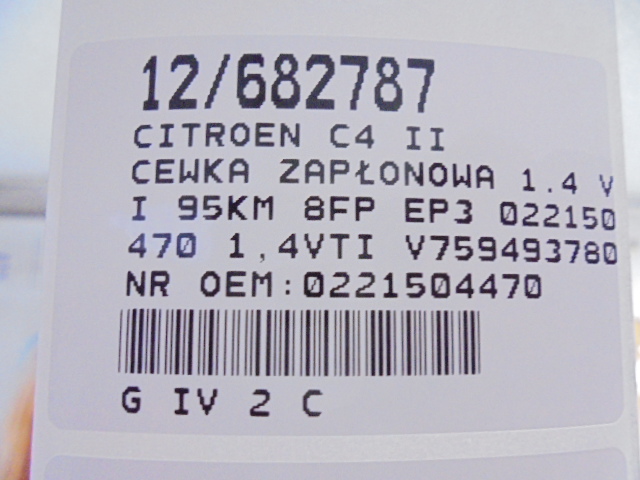 12/682787
CITROEN C4 II
CEWKA ZAPŁONOWA 1.4 V
I 95KM 8FP EP3 022150
470 1,4VTI V759493780
NR OEM:0221504470
G IV 2 C